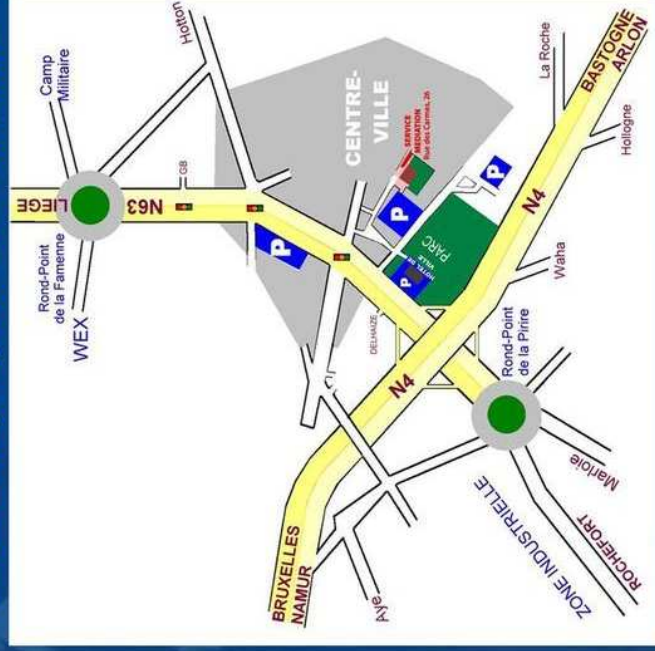 Hotton
Camp
Militaire
LIEGE
N63
GB
Rond-Point
de la Famenne
WEX
CENTRE-
VILLE
SERVICE
MEDIATION
Rue des Carmes, 26
P
P
P
P
HOTEL DE
VILLE
PARC
DELHAIZE
La Roche
BASTOGNE
ARLON
Hollogne
N4
Waha
N4
Rond-Point
de la Pirire
BRUXELLES
NAMUR
Aye
Marloie
ZONE INDUSTRIELLE
ROCHEFORT